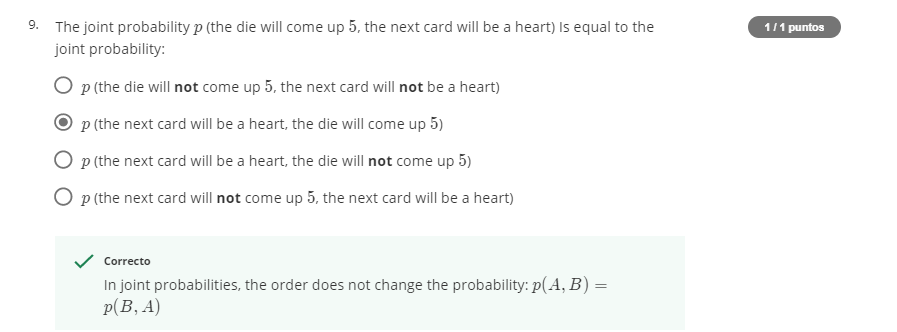 9. The joint probability p (the die will come up 5, the next card will be a heart) Is equal to the
1 / 1 puntos
joint probability:
p (the die will not come up 5, the next card will not be a heart)
p (the next card will be a heart, the die will come up 5)
p (the next card will be a heart, the die will not come up 5)
p (the next card will not come up 5, the next card will be a heart)
Correcto
In joint probabilities, the order does not change the probability: p(A, B) =
p(B, A)